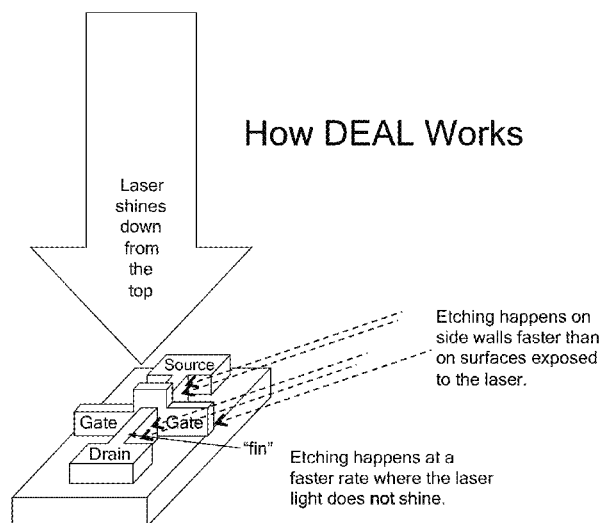 How DEAL Works
Laser
shines
down
from
the
top
Etching happens on
side walls faster than
on surfaces exposed
to the laser.
Source
Gate
Gate
"fin"
Drain
Etching happens at a
faster rate where the laser
light does not shine.